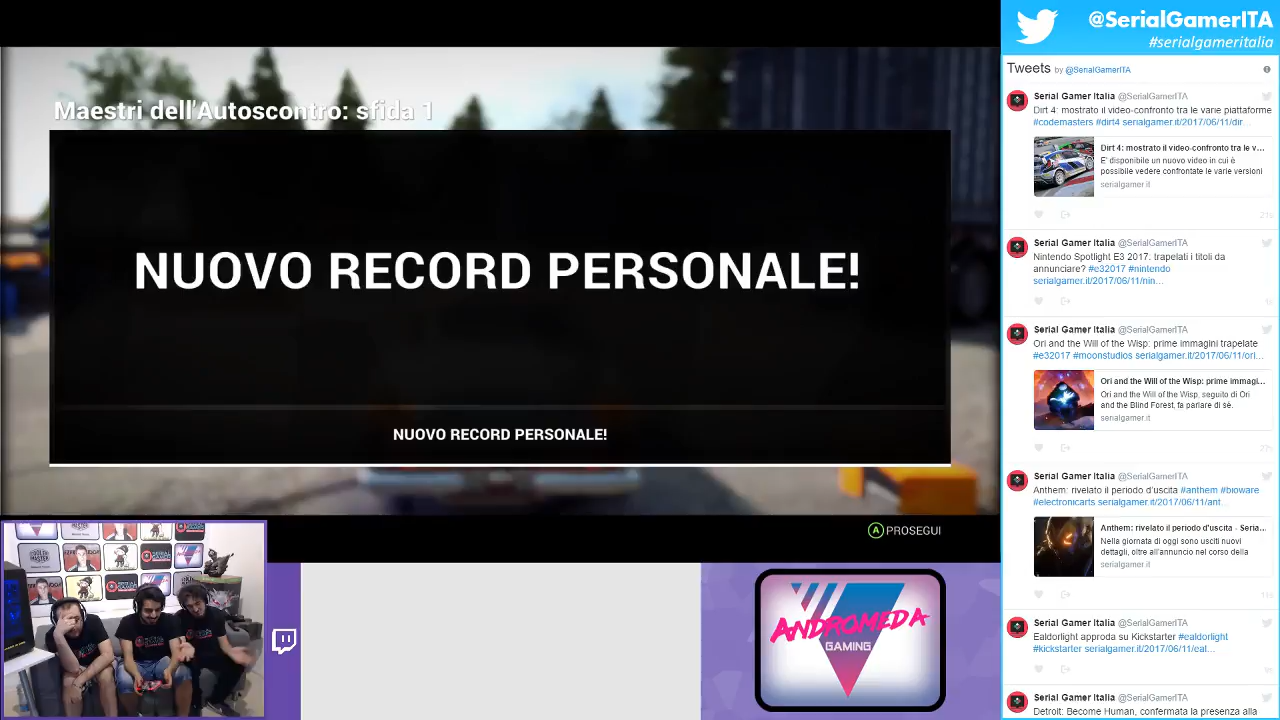 Maestri dell'Autoscontro: sfida 1
NUOVO RECORD PERSONALE!
NUOVO RECORD PERSONALE!
PROSEGUI
ANDROMEDA
GAMING
@SerialGamerITA
#serialgameritalia
Tweets by @SerialGamerITA
Serial Gamer Italia @SerialGamerITA
Dirt 4: mostrato il video-confronto tra le varie piattaforme
#codemasters #dirt4 serialgamer.it/2017/06/11/dir...
Dirt 4: mostrato il video-confronto tra le v...
E' disponibile un nuovo video in cui è
possibile vedere confrontate le varie versioni
serialgamer.it
21s
Serial Gamer Italia @SerialGamerITA
Nintendo Spotlight E3 2017: trapelati i titoli da
annunciare? #e32017 #nintendo
serialgamer.it/2017/06/11/nin...
Serial Gamer Italia @SerialGamerITA
Ori and the Will of the Wisp: prime immagini trapelate
#e32017 #moonstudios serialgamer.it/2017/06/11/ori...
Ori and the Will of the Wisp: prime immagi...
Ori and the Will of the Wisp, seguito di Ori
and the Blind Forest, fa parlare di sè.
serialgamer.it
Serial Gamer Italia @SerialGamerITA
Anthem: rivelato il periodo d'uscita #anthem #bioware
#electronicarts serialgamer.it/2017/06/11/ant...
Anthem: rivelato il periodo d'uscita - Seria...
Nella giornata di oggi sono usciti nuovi
dettagli, oltre all'annuncio nel corso della
serialgamer.it
Serial Gamer Italia @SerialGamerITA
Ealdorlight approda su Kickstarter #ealdorlight
#kickstarter serialgamer.it/2017/06/11/eal...
Serial Gamer Italia @SerialGamerITA
Detroit: Become Human, confermata la presenza alla